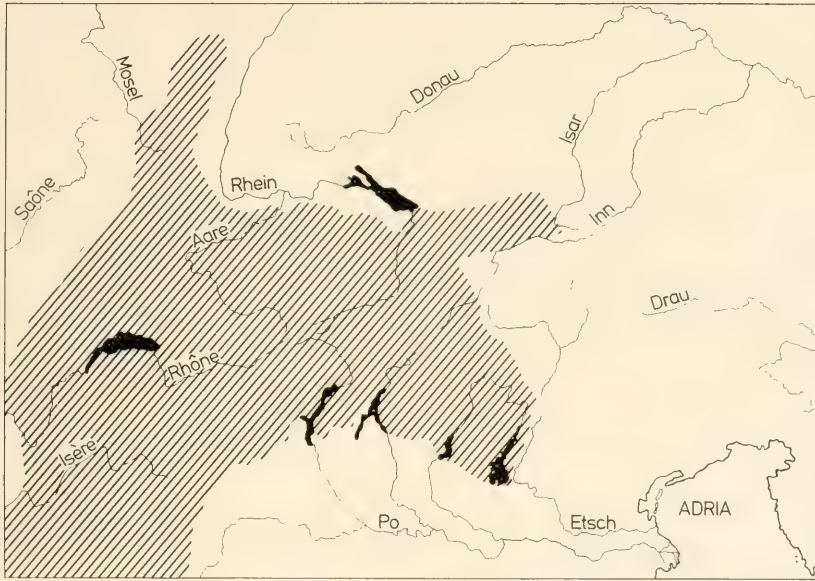 Mosel
Donau
Isar
Saône
Rhein
Inn
Aare
Drau
Rhône
Isère
Po
Etsch
ADRIA